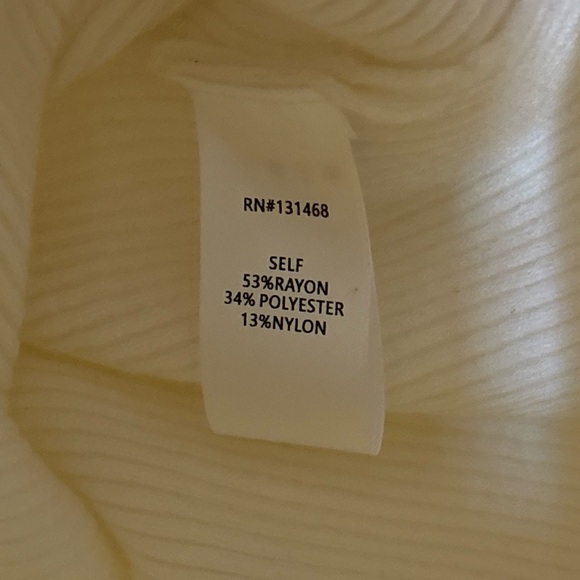 RN#131468
SELF
53%RAYON
34% POLYESTER
13%NYLON